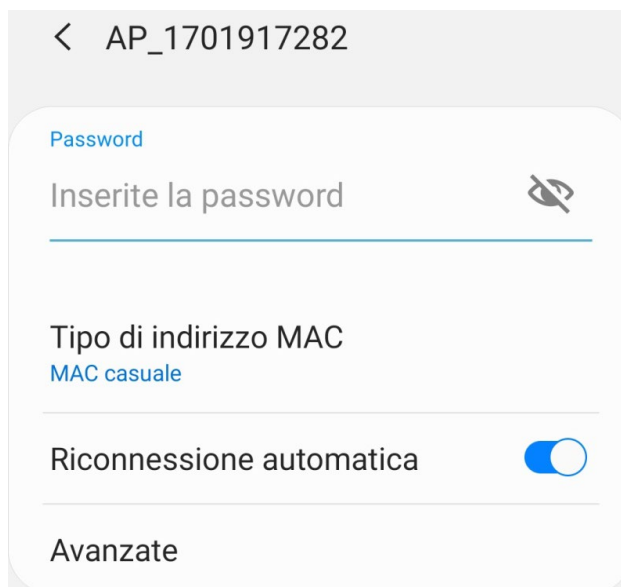 AP_1701917282
Password
Inserite la password
Tipo di indirizzo MAC
MAC casuale
Riconnessione automatica
Avanzate